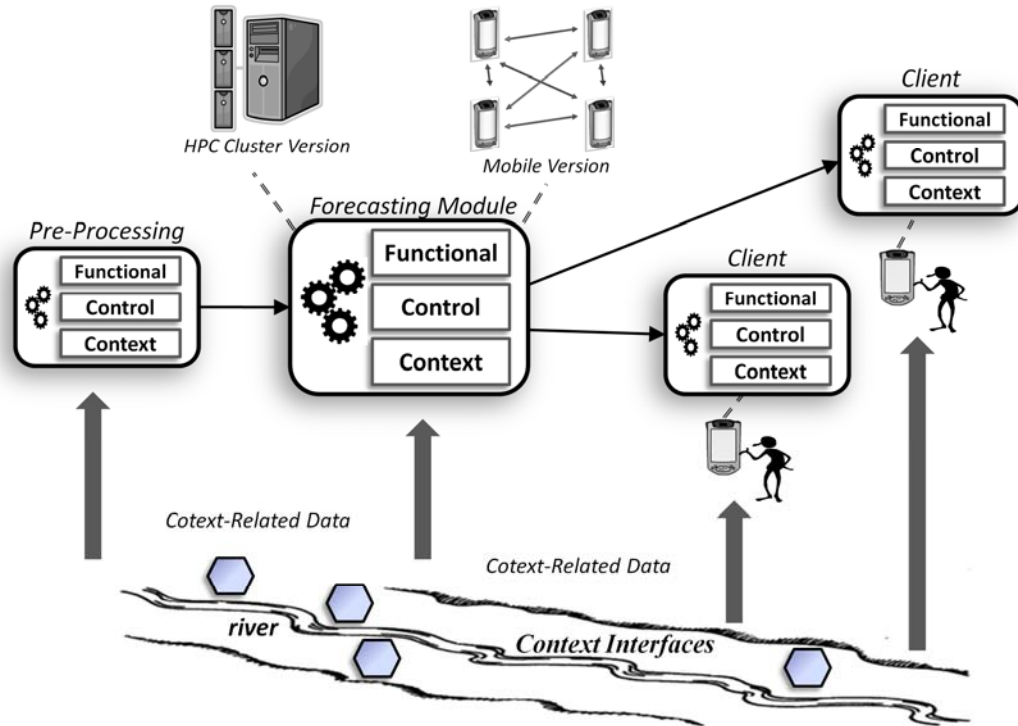 HPC Cluster Version
Mobile Version
Client
Functional
Control
Context
Forecasting Module
Functional
Control
Context
Pre-Processing
Functional
Control
Context
Client
Functional
Control
Context
Cotext-Related Data
Cotext-Related Data
river
Context Interfaces